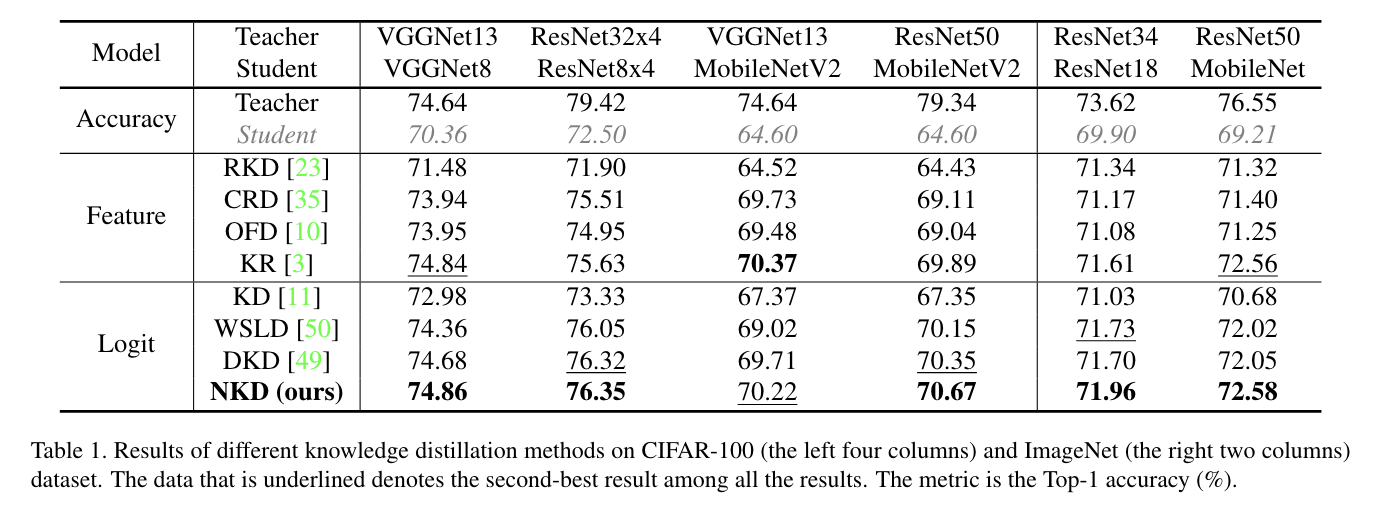 Model Teacher VGGNet13 ResNet32x4 VGGNet13 ResNet50 ResNet34 ResNet50
Student VGGNet8 ResNet8x4 MobileNetV2 MobileNetV2 ResNet18 MobileNet
Accuracy Teacher 74.64 79.42 74.64 79.34 73.62 76.55
Student 70.36 72.50 64.60 64.60 69.90 69.21
Feature RKD [23] 71.48 71.90 64.52 64.43 71.34 71.32
CRD [35] 73.94 75.51 69.73 69.11 71.17 71.40
OFD [10] 73.95 74.95 69.48 69.04 71.08 71.25
KR [3] 74.84 75.63 70.37 69.89 71.61 72.56
Logit KD [11] 72.98 73.33 67.37 67.35 71.03 70.68
WSLD [50] 74.36 76.05 69.02 70.15 71.73 72.02
DKD [49] 74.68 76.32 69.71 70.35 71.70 72.05
NKD (ours) 74.86 76.35 70.22 70.67 71.96 72.58
Table 1. Results of different knowledge distillation methods on CIFAR-100 (the left four columns) and ImageNet (the right two columns)
dataset. The data that is underlined denotes the second-best result among all the results. The metric is the Top-1 accuracy (%).